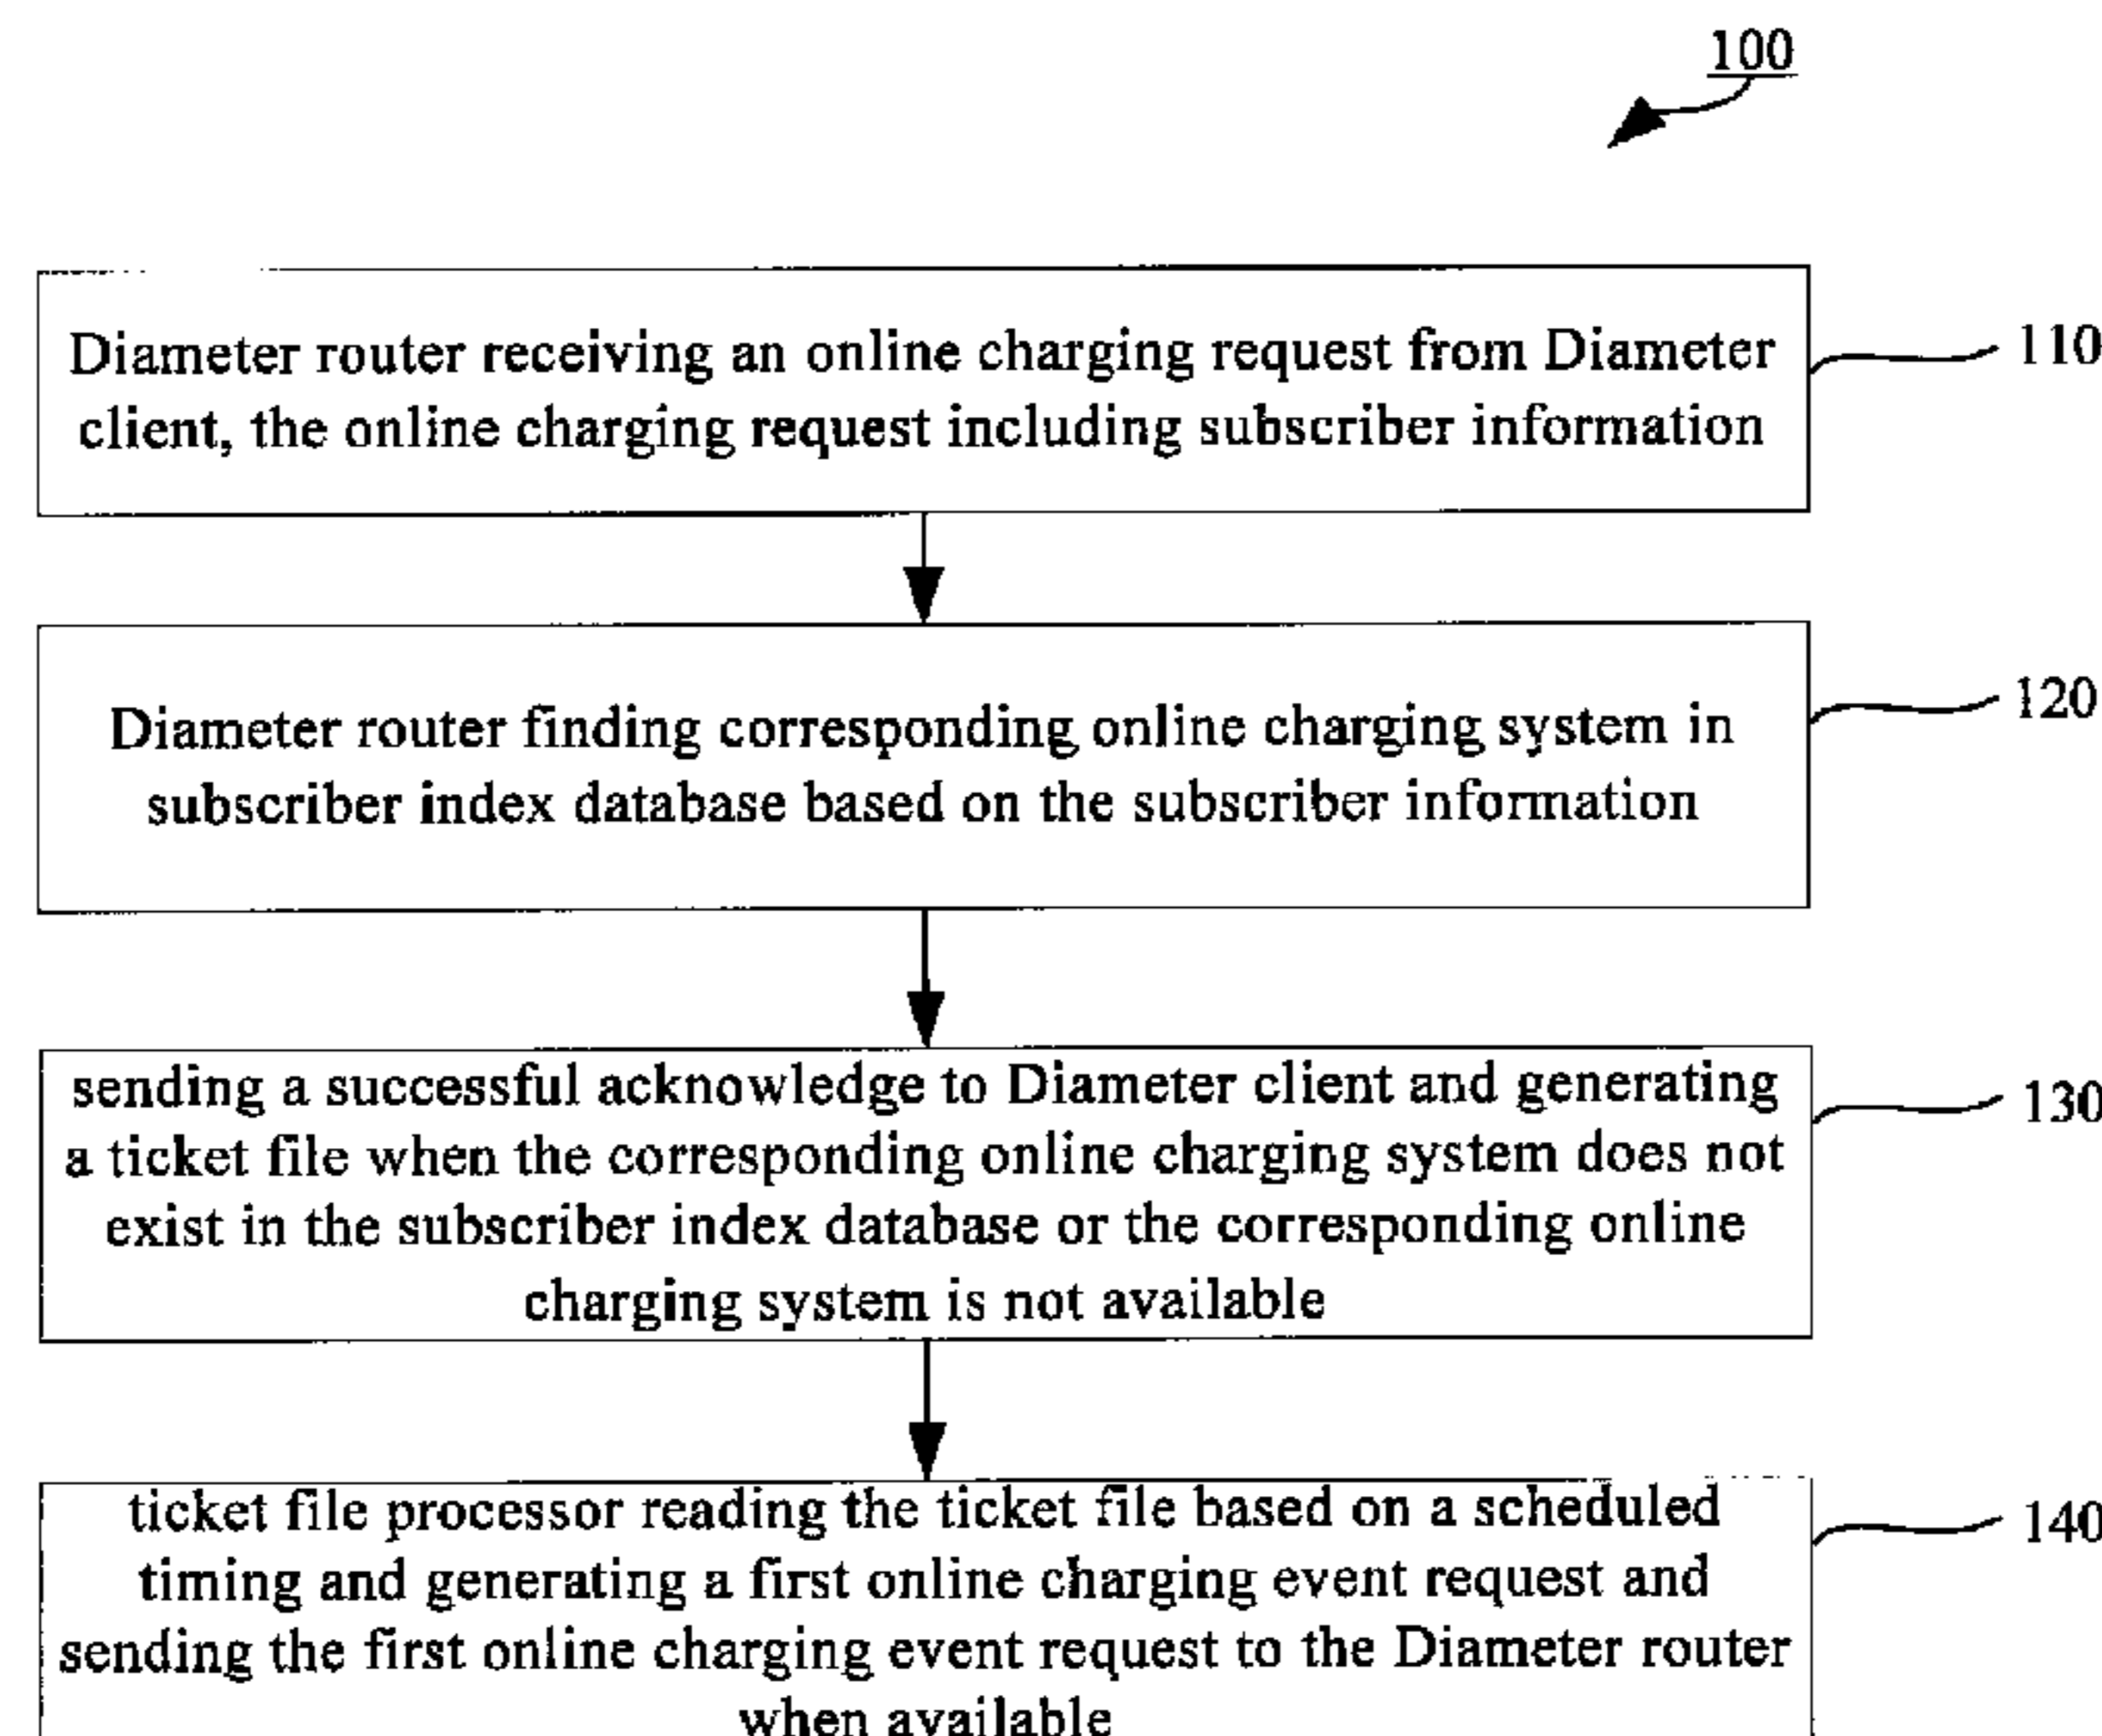 100
Diameter router receiving an online charging request from Diameter
client, the online charging request including subscriber information
110
Diameter router finding corresponding online charging system in
subscriber index database based on the subscriber information
120
sending a successful acknowledge to Diameter client and generating
a ticket file when the corresponding online charging system does not
exist in the subscriber index database or the corresponding online
charging system is not available
130
ticket file processor reading the ticket file based on a scheduled
timing and generating a first online charging event request and
sending the first online charging event request to the Diameter router
when available
140